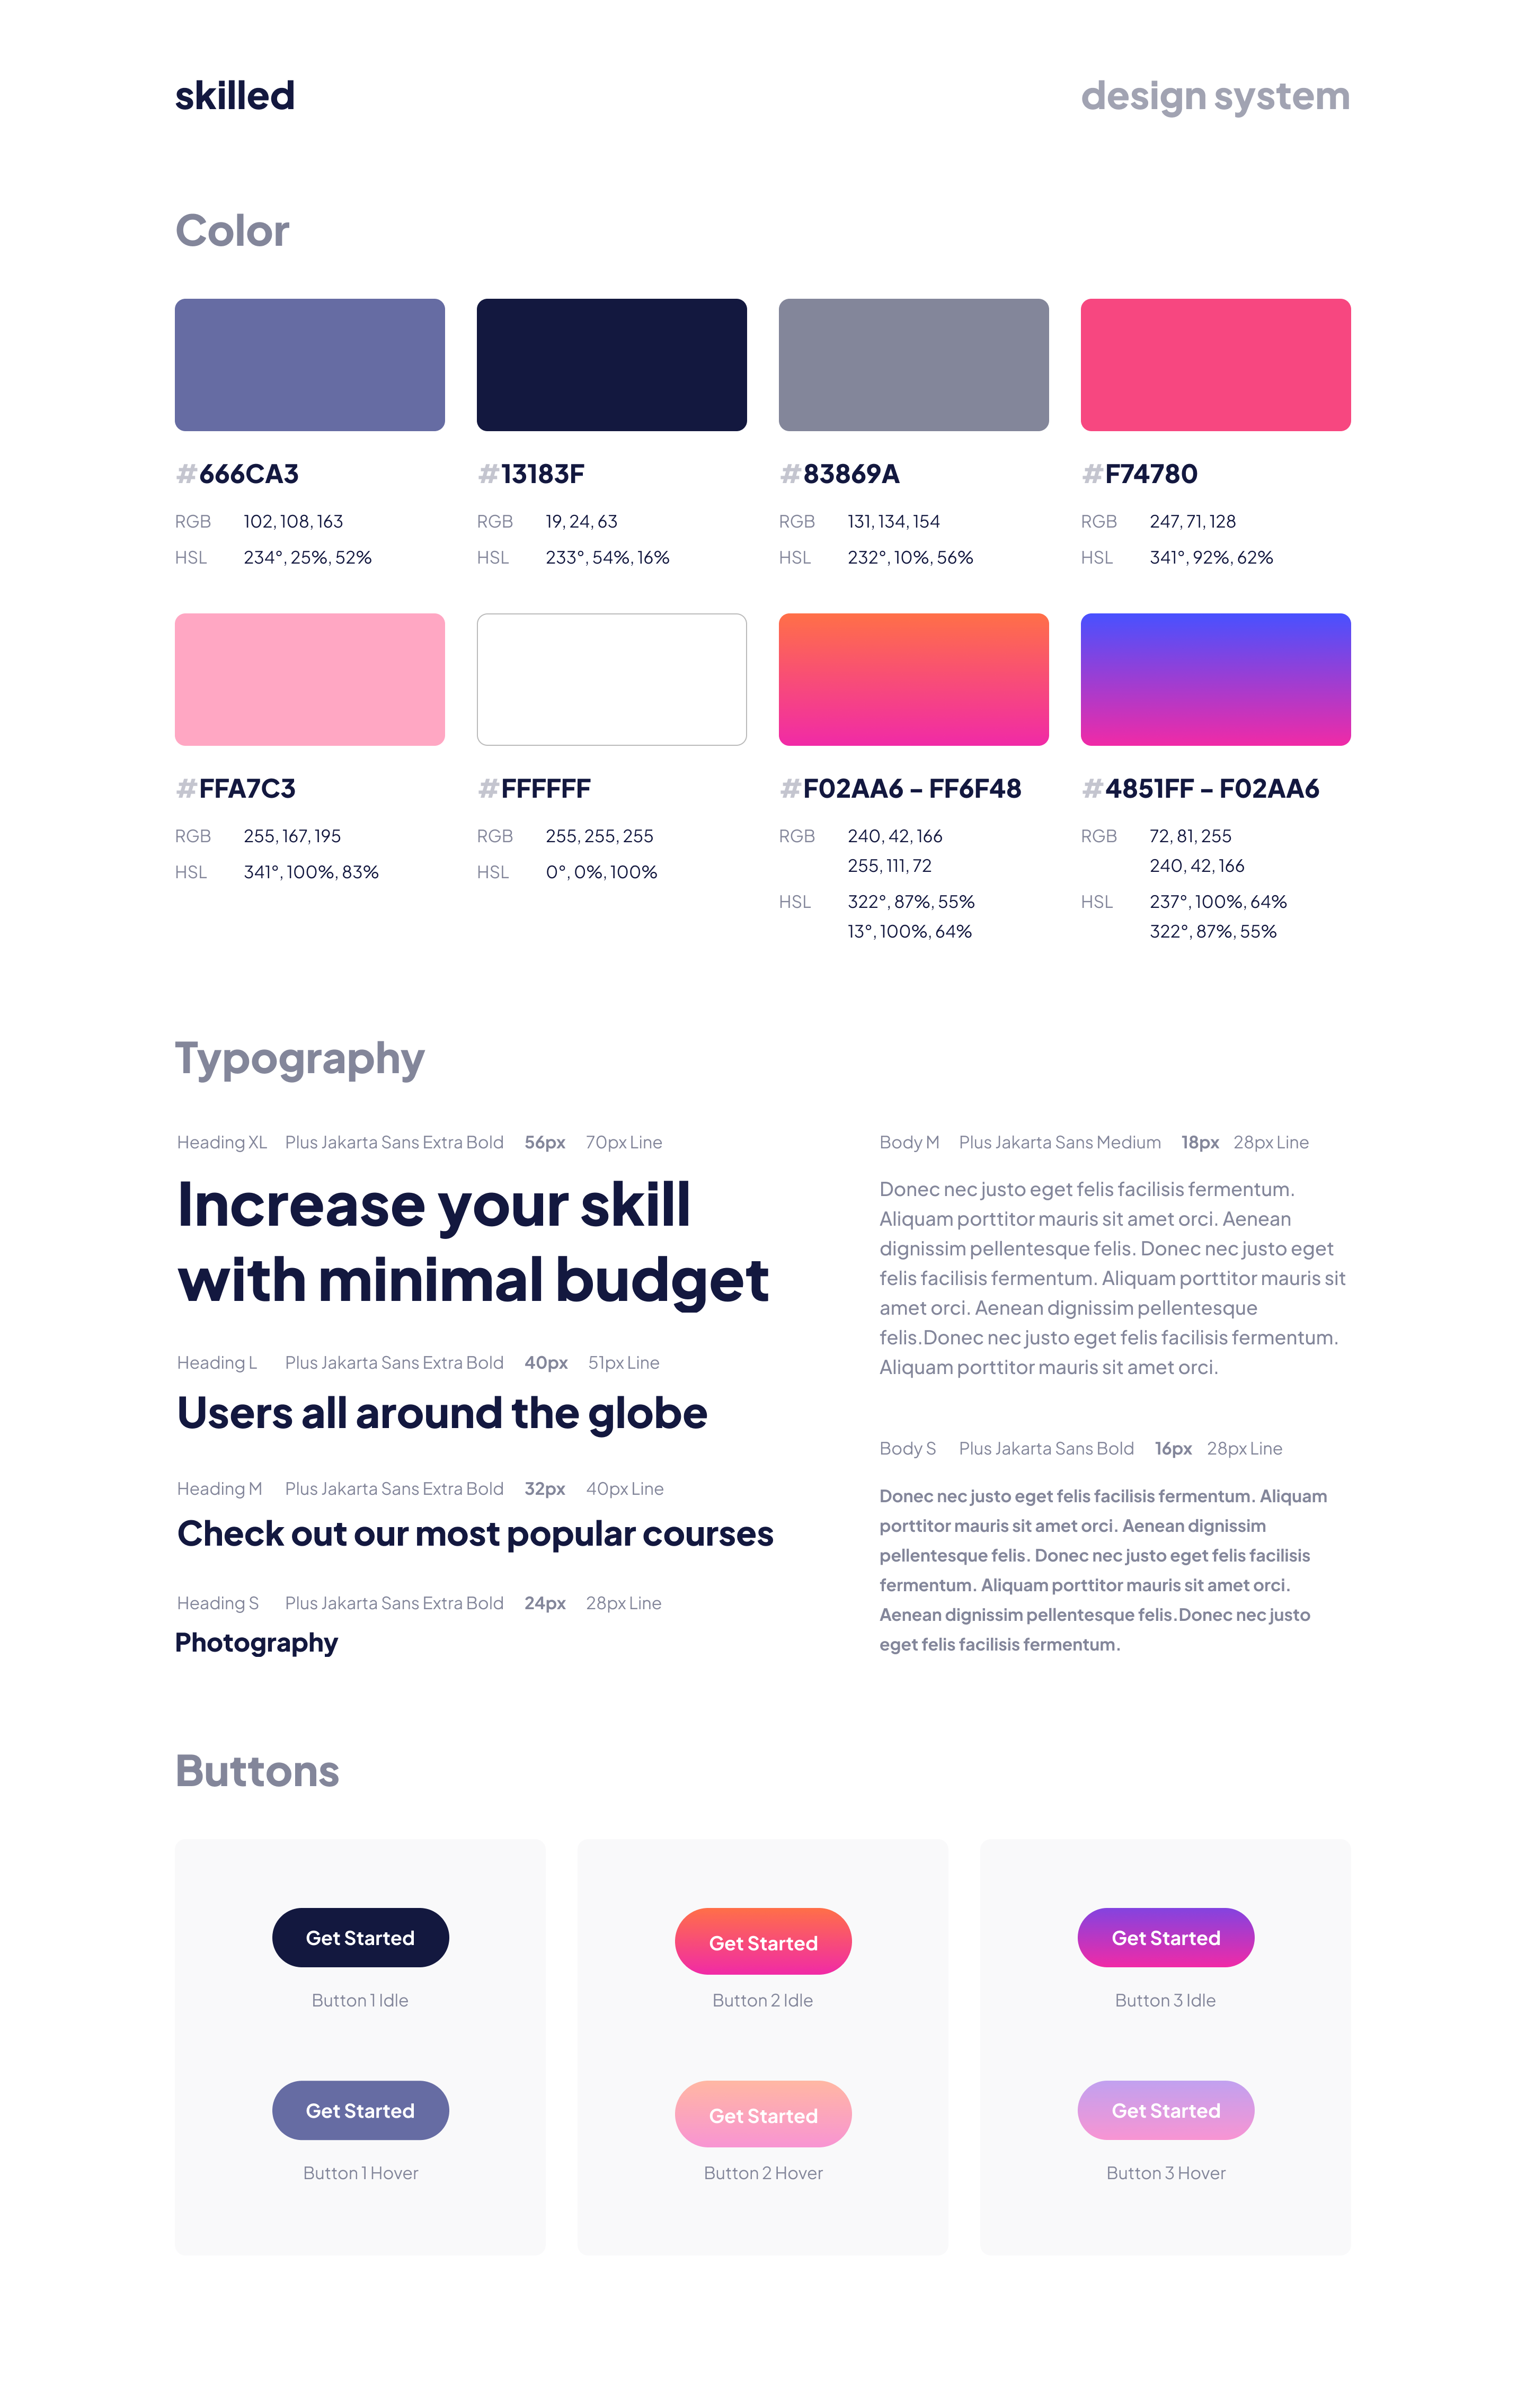 skilled
design system
Color
#666CA3
RGB 102, 108, 163
HSL 234°, 25%, 52%
#13183F
RGB 19, 24, 63
HSL 233°, 54%, 16%
#83869A
RGB 131, 134, 154
HSL 232°, 10%, 56%
#F74780
RGB 247, 71, 128
HSL 341°, 92%, 62%
#FFA7C3
RGB 255, 167, 195
HSL 341°, 100%, 83%
#FFFFFF
RGB 255, 255, 255
HSL 0°, 0%, 100%
#F02AA6 – FF6F48
RGB 240, 42, 166
255, 111, 72
HSL 322°, 87%, 55%
13°, 100%, 64%
#4851FF – F02AA6
RGB 72, 81, 255
240, 42, 166
HSL 237°, 100%, 64%
322°, 87%, 55%
Typography
Heading XL Plus Jakarta Sans Extra Bold 56px 70px Line
Increase your skill
with minimal budget
Heading L Plus Jakarta Sans Extra Bold 40px 51px Line
Users all around the globe
Heading M Plus Jakarta Sans Extra Bold 32px 40px Line
Check out our most popular courses
Heading S Plus Jakarta Sans Extra Bold 24px 28px Line
Photography
Body M Plus Jakarta Sans Medium 18px 28px Line
Donec nec justo eget felis facilisis fermentum.
Aliquam porttitor mauris sit amet orci. Aenean
dignissim pellentesque felis. Donec nec justo eget
felis facilisis fermentum. Aliquam porttitor mauris sit
amet orci. Aenean dignissim pellentesque
felis.Donec nec justo eget felis facilisis fermentum.
Aliquam porttitor mauris sit amet orci.
Body S Plus Jakarta Sans Bold 16px 28px Line
Donec nec justo eget felis facilisis fermentum. Aliquam
porttitor mauris sit amet orci. Aenean dignissim
pellentesque felis. Donec nec justo eget felis facilisis
fermentum. Aliquam porttitor mauris sit amet orci.
Aenean dignissim pellentesque felis.Donec nec justo
eget felis facilisis fermentum.
Buttons
Get Started
Button 1 Idle
Get Started
Button 1 Hover
Get Started
Button 2 Idle
Get Started
Button 2 Hover
Get Started
Button 3 Idle
Get Started
Button 3 Hover